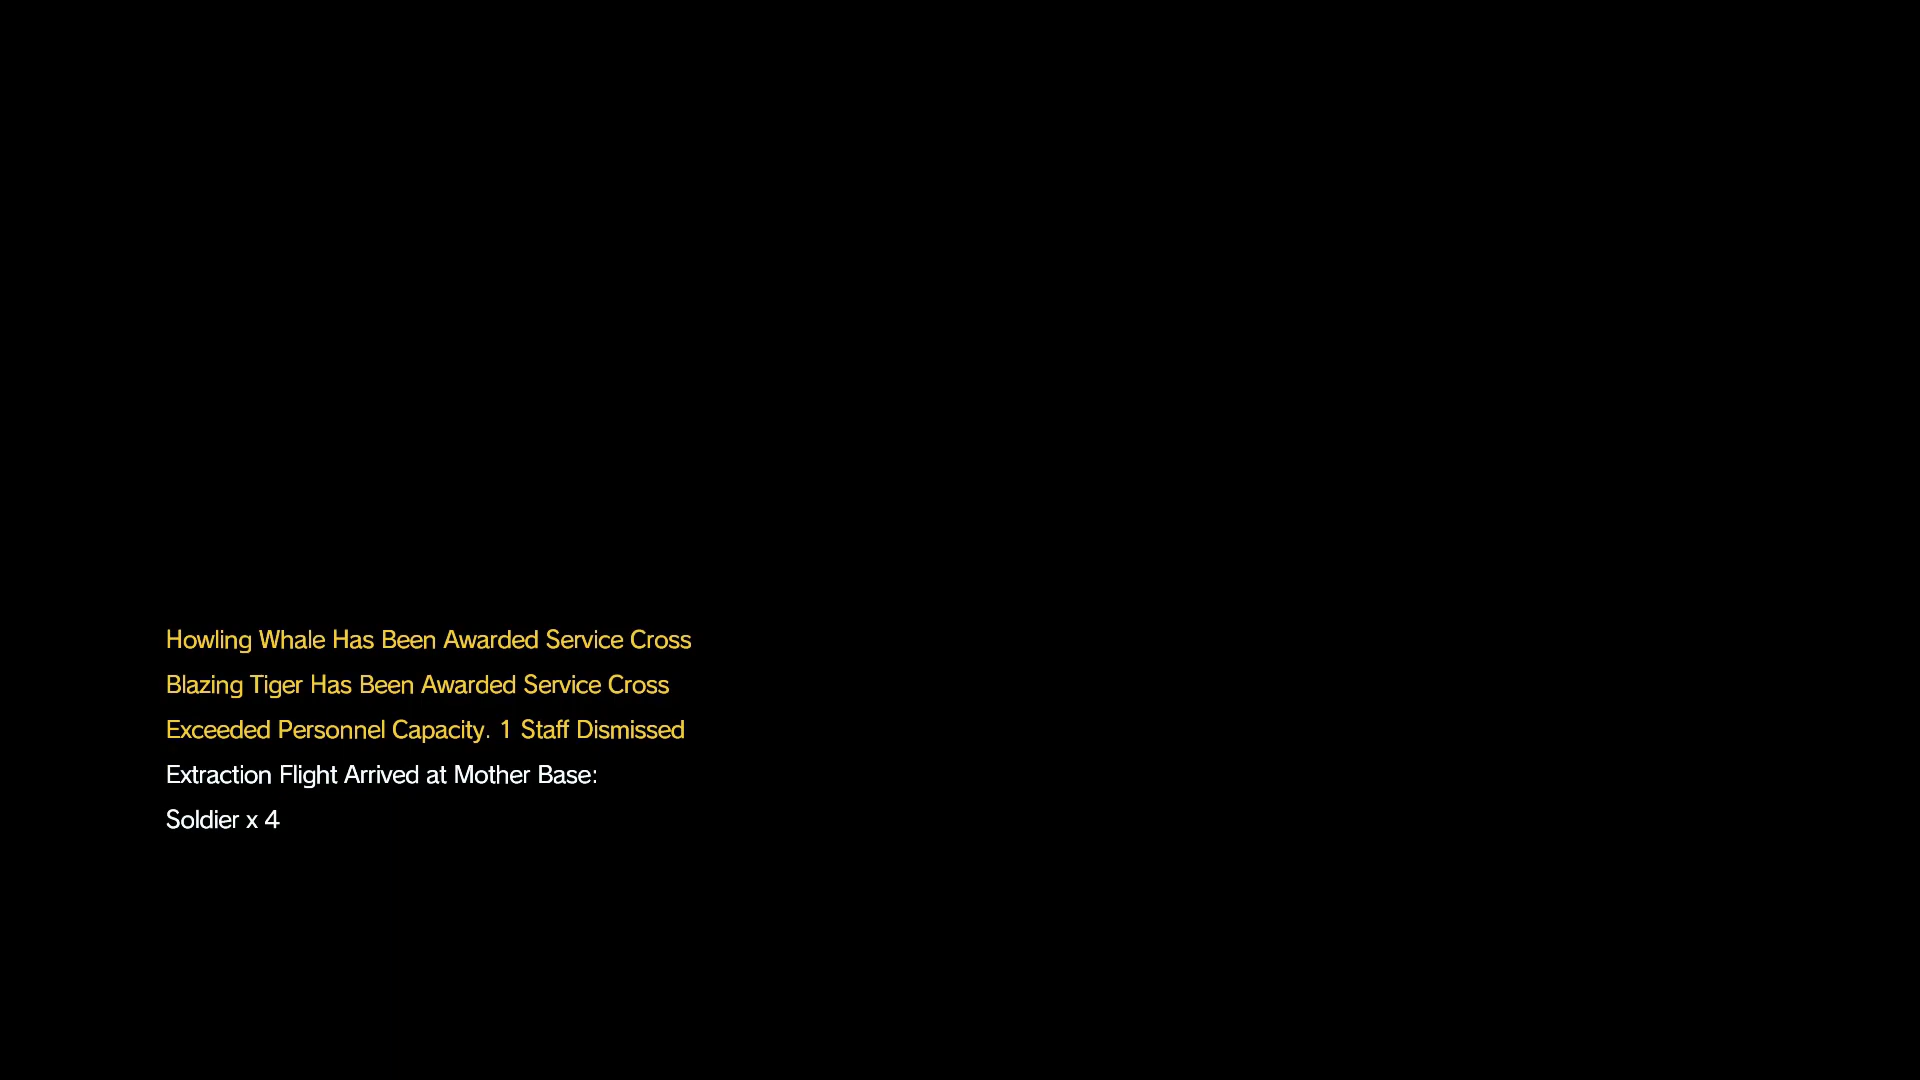 Howling Whale Has Been Awarded Service Cross
Blazing Tiger Has Been Awarded Service Cross
Exceeded Personnel Capacity. 1 Staff Dismissed
Extraction Flight Arrived at Mother Base:
Soldier x 4